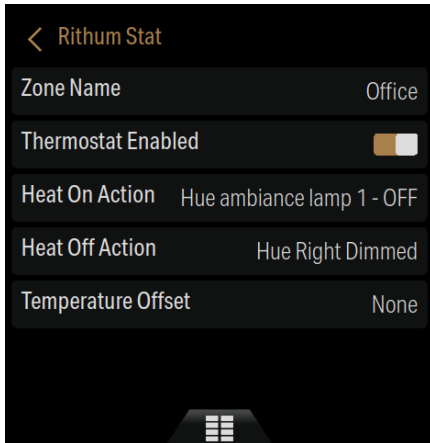 Rithum Stat
Zone Name Office
Thermostat Enabled
Heat On Action Hue ambiance lamp 1 - OFF
Heat Off Action Hue Right Dimmed
Temperature Offset None